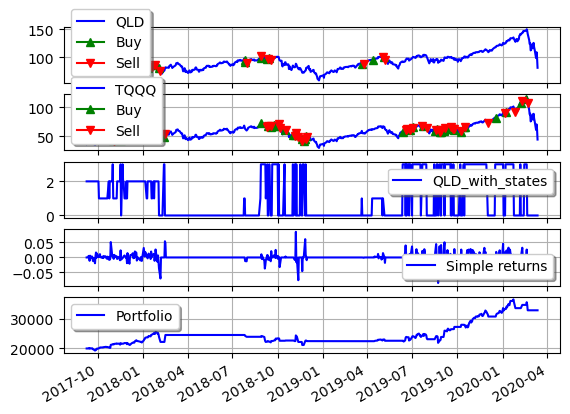 QLD
Buy
Sell
150
100
TQQQ
Buy
Sell
100
50
QLD_with_states
2
0
Simple returns
0.05
0.00
−0.05
Portfolio
30000
20000
2017-10 2018-01 2018-04 2018-07 2018-10 2019-01 2019-04 2019-07 2019-10 2020-01 2020-04